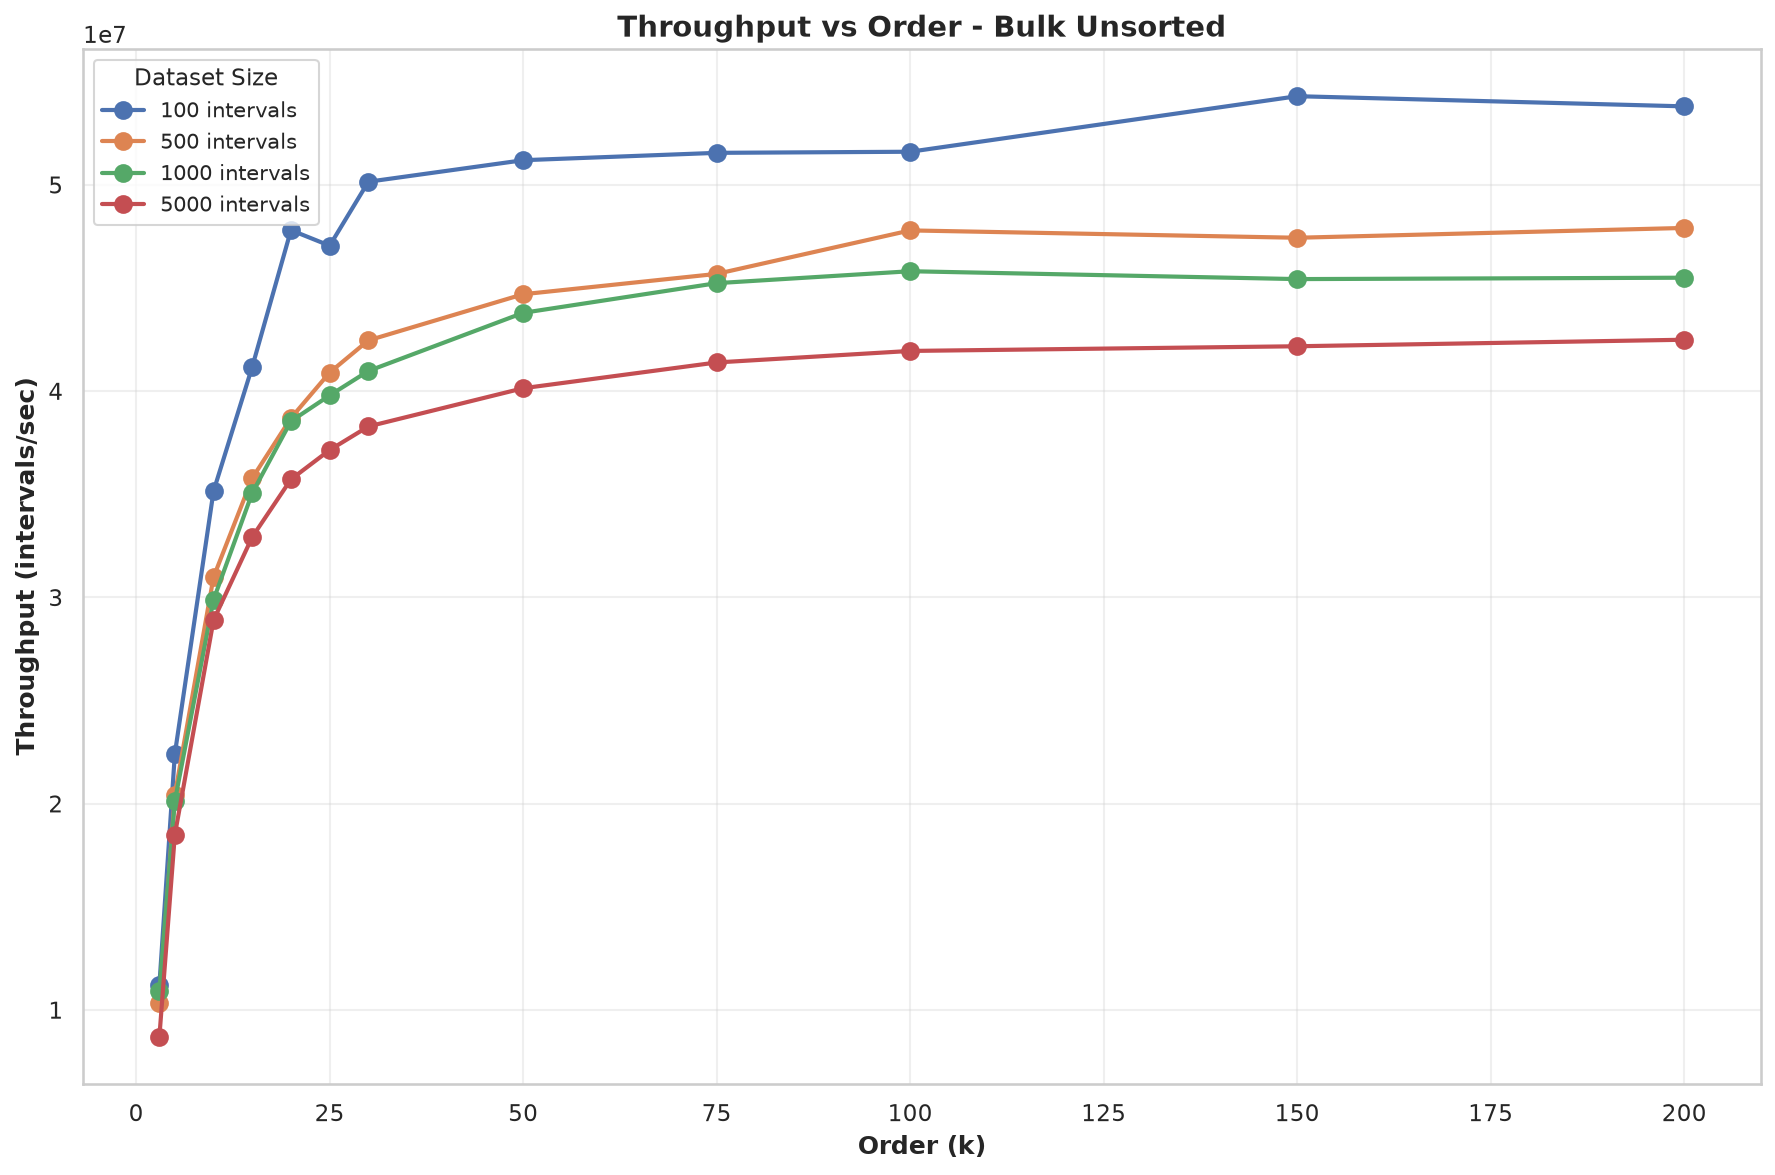 Throughput vs Order - Bulk Unsorted
1e7
Dataset Size
100 intervals
500 intervals
1000 intervals
5000 intervals
5
4
3
2
1
Throughput (intervals/sec)
0 25 50 75 100 125 150 175 200
Order (k)